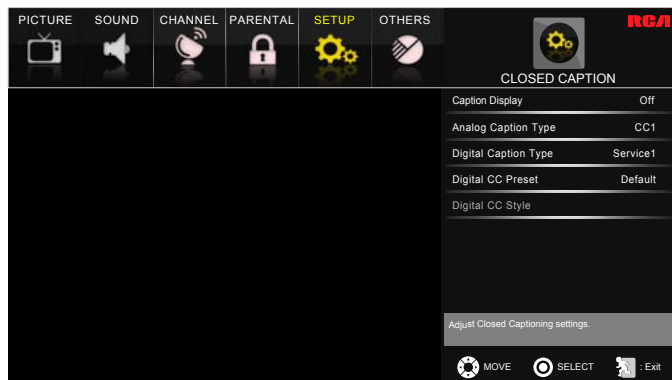 PICTURE SOUND CHANNEL PARENTAL SETUP OTHERS
RCA
CLOSED CAPTION
Caption Display Off
Analog Caption Type CC1
Digital Caption Type Service1
Digital CC Preset Default
Digital CC Style
Adjust Closed Captioning settings.
MOVE SELECT : Exit